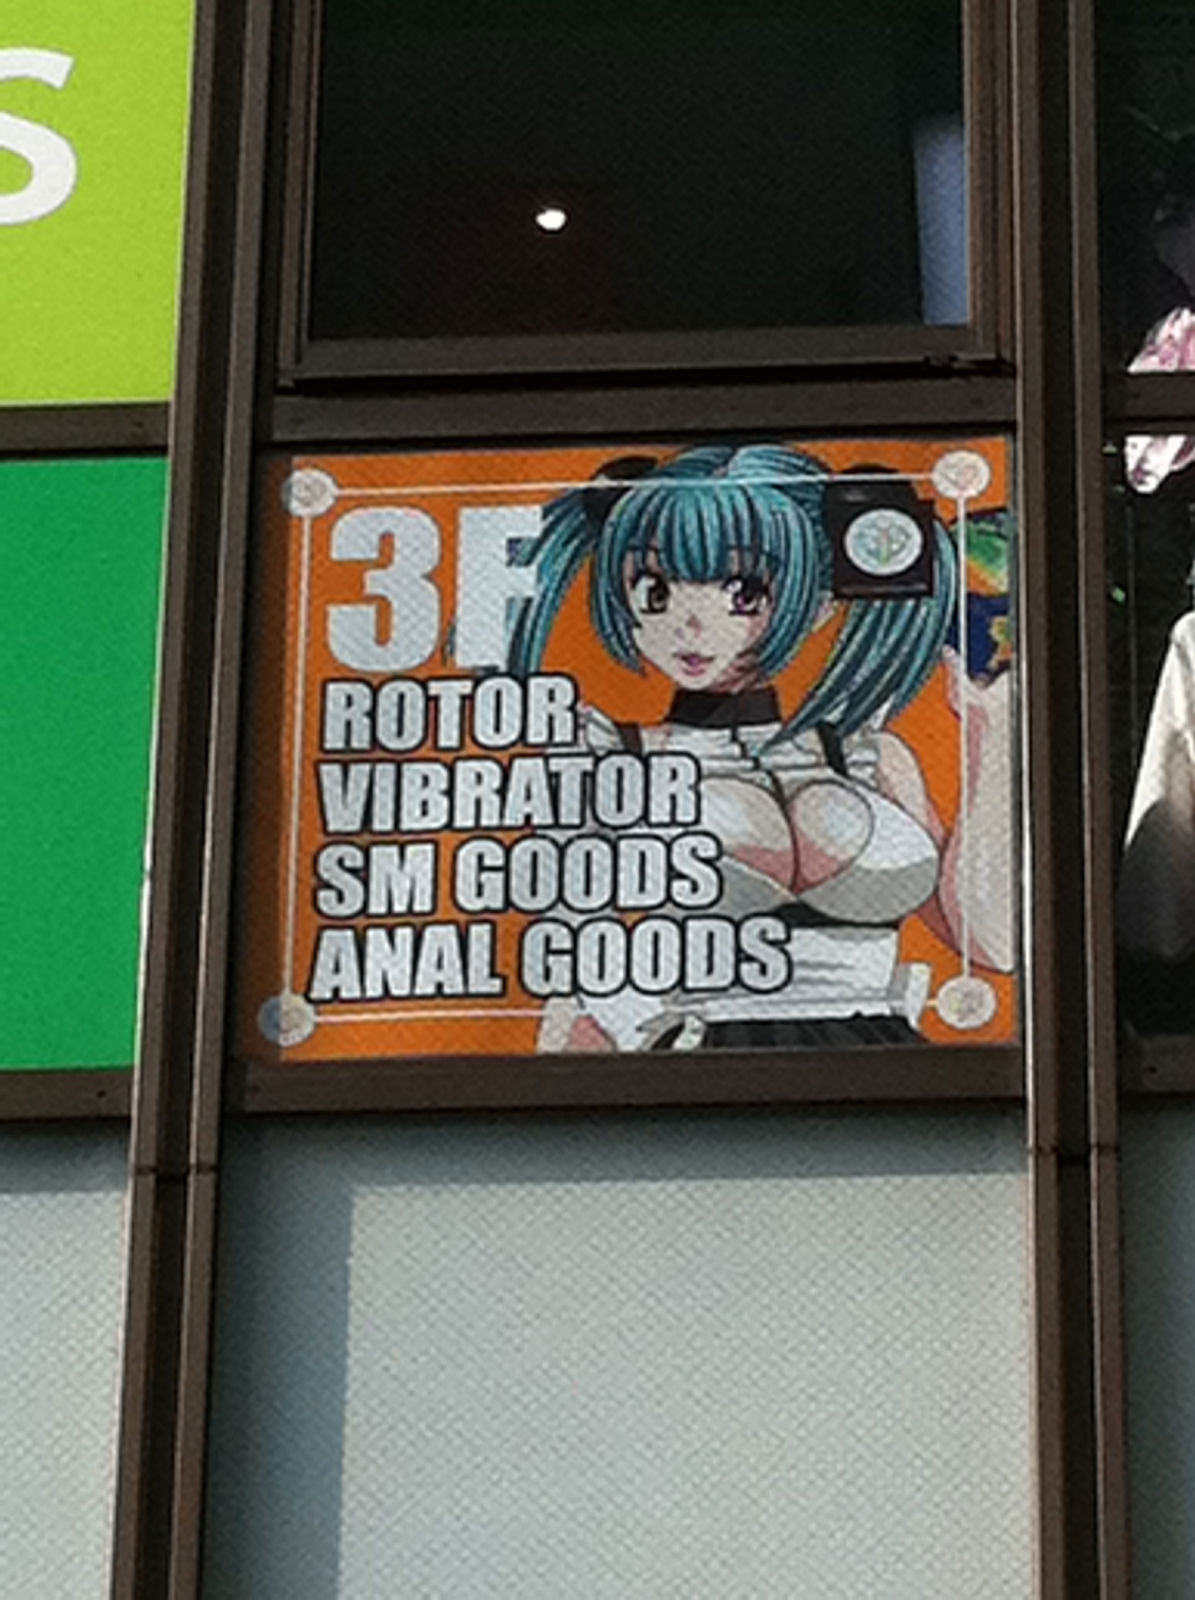 S
3F
ROTOR
VIBRATOR
SM GOODS
ANAL GOODS